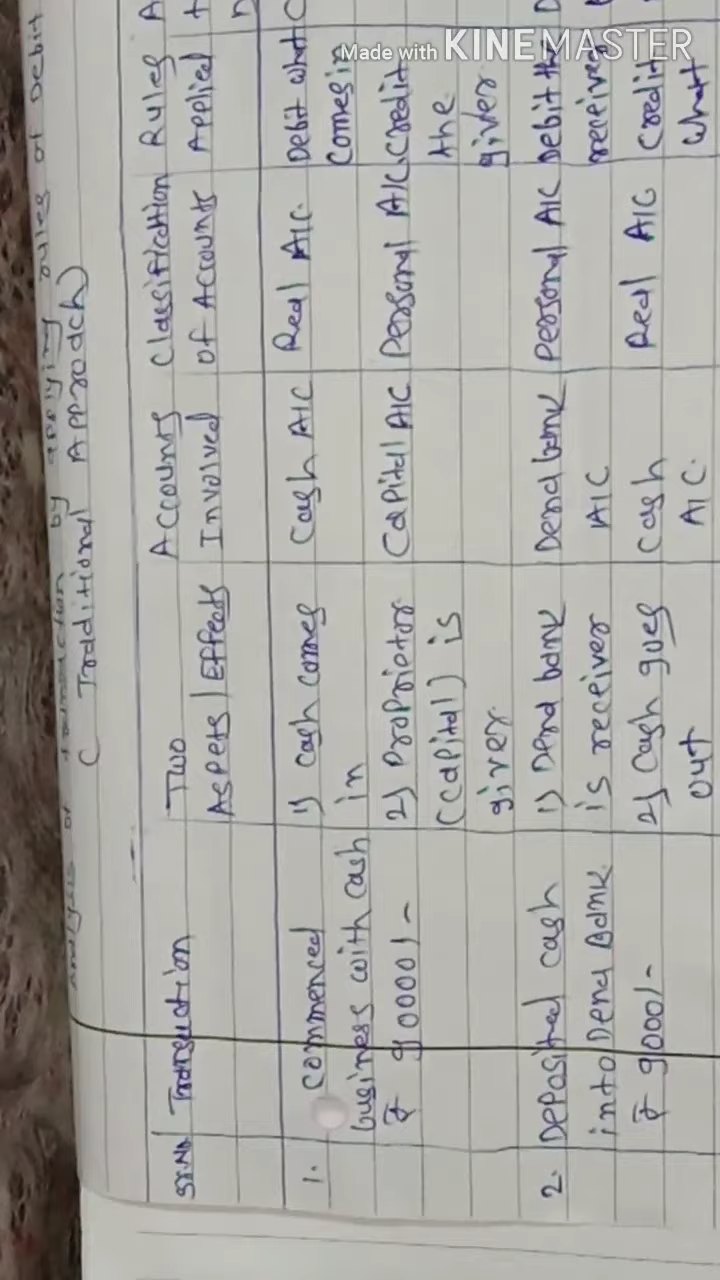 Made with KINEMASTER
Analysis of transaction by applying rules of Debit
( Traditional Approach)
Sr.No Transaction Two Accounts Classification Rules
Aspets/Effects Involved of Accounts Applied
1. Commenced 1) Cash comes Cash A/C Real A/C. Debit what
business with cash in comes in
₹ 90000/- 2) Proprietor Capital A/C Personal A/C. Credit
(Capital) is the
giver. giver.
2. Deposited cash 1) Dena bank Dena bank Personal A/C Debit the
into Dena Bank is receiver A/C received
₹ 9000/- 2) Cash goes Cash Real A/C Credit
out A/C. what